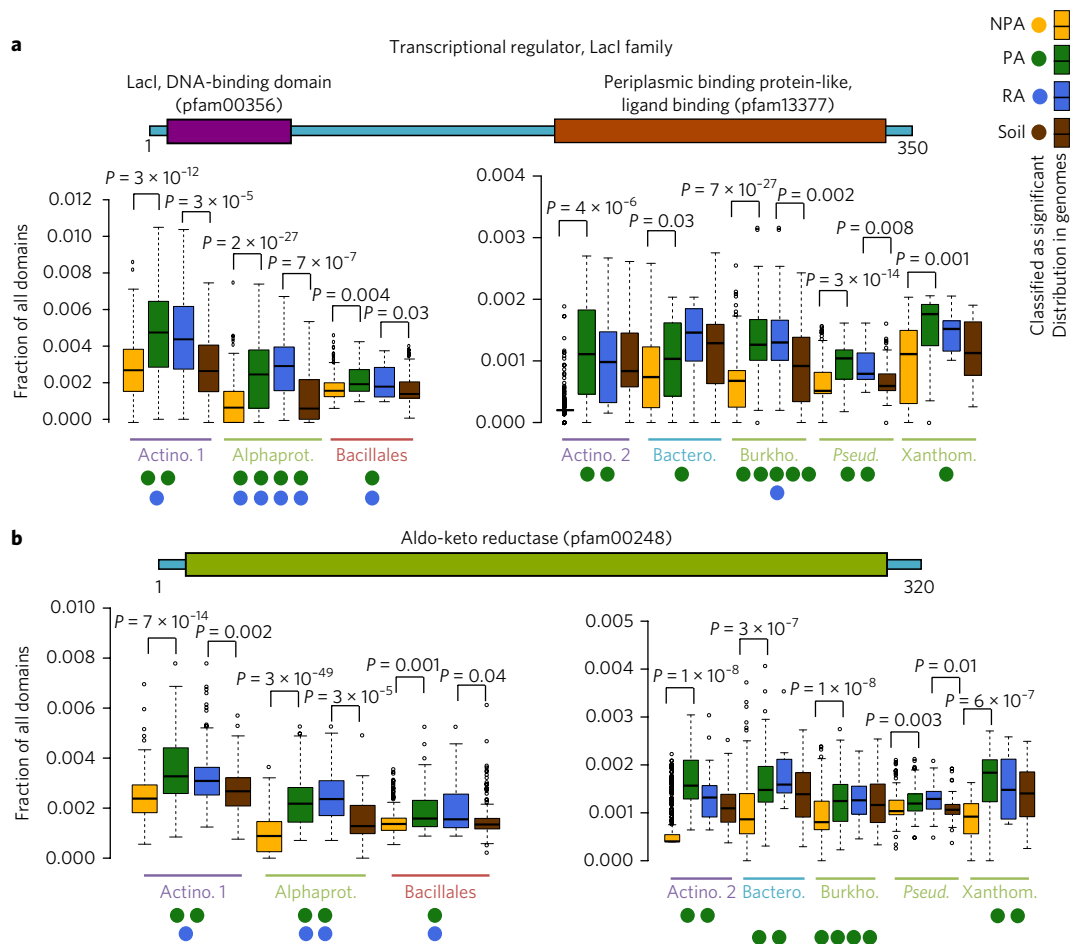 a
Transcriptional regulator, LacI family
LacI, DNA-binding domain
(pfam00356)
Periplasmic binding protein-like,
ligand binding (pfam13377)
1
350
NPA
PA
RA
Soil
Classified as significant
Distribution in genomes
Fraction of all domains
0.012
0.010
0.008
0.006
0.004
0.002
0.000
P = 3 × 10⁻¹²
P = 3 × 10⁻⁵
P = 2 × 10⁻²⁷
P = 7 × 10⁻⁷
P = 0.004
P = 0.03
Actino. 1
Alphaprot.
Bacillales
0.004
0.003
0.002
0.001
0.000
P = 4 × 10⁻⁶
P = 0.03
P = 7 × 10⁻²⁷
P = 0.002
P = 0.008
P = 3 × 10⁻¹⁴
P = 0.001
Actino. 2
Bactero.
Burkho.
Pseud.
Xanthom.
b
Aldo-keto reductase (pfam00248)
1
320
Fraction of all domains
0.010
0.008
0.006
0.004
0.002
0.000
P = 7 × 10⁻¹⁴
P = 0.002
P = 3 × 10⁻⁴⁹
P = 3 × 10⁻⁵
P = 0.001
P = 0.04
Actino. 1
Alphaprot.
Bacillales
0.005
0.004
0.003
0.002
0.001
0.000
P = 1 × 10⁻⁸
P = 3 × 10⁻⁷
P = 1 × 10⁻⁸
P = 0.003
P = 0.01
P = 6 × 10⁻⁷
Actino. 2
Bactero.
Burkho.
Pseud.
Xanthom.